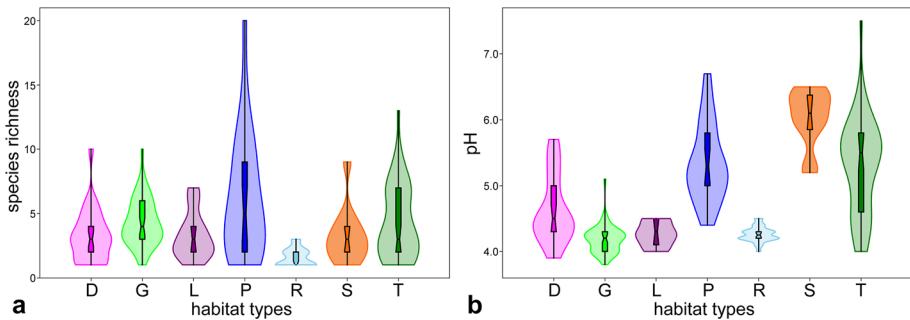 20
15
10
5
0
species richness
D G L P R S T
habitat types
a
7.0
6.0
5.0
4.0
pH
D G L P R S T
habitat types
b